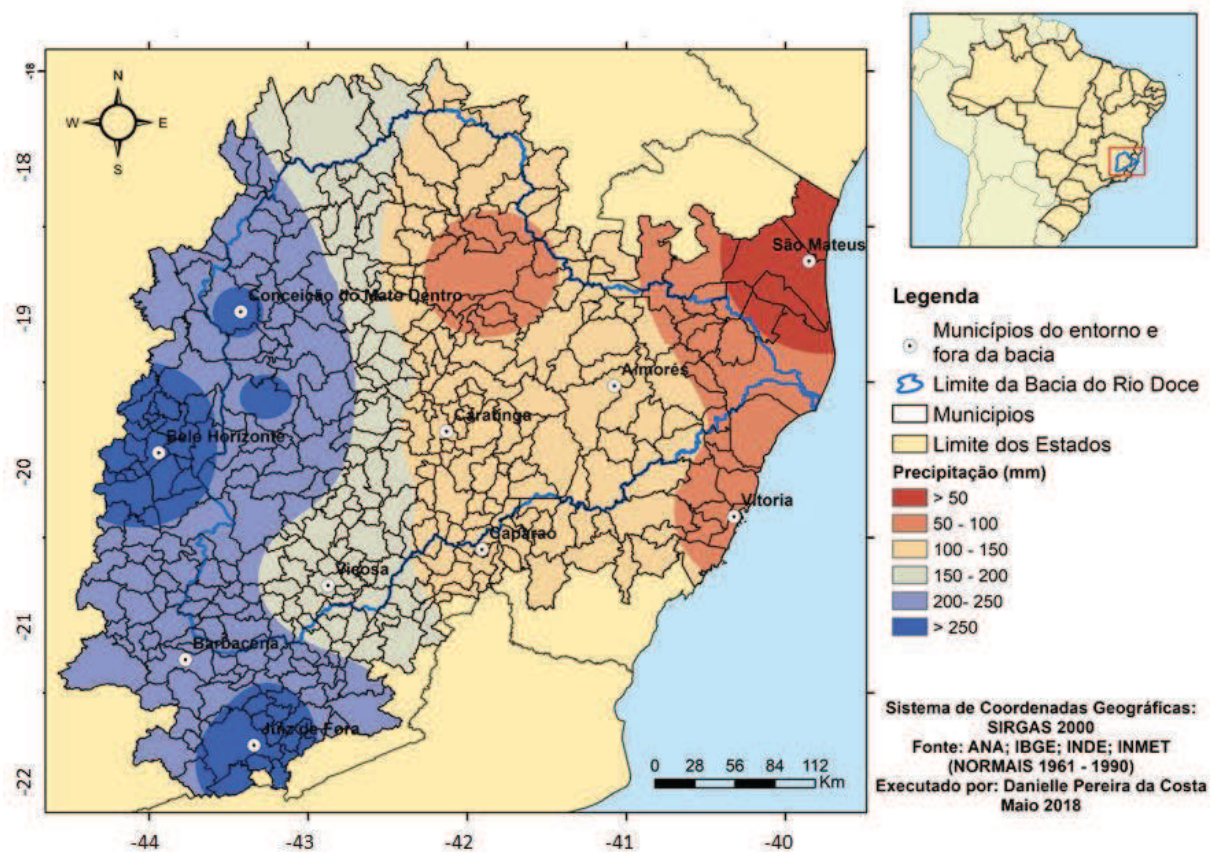 N
W
E
S
-18
-18
-19
-20
-21
-22
-44
-43
-42
-41
-40
São Mateus
Conceição do Mato Dentro
Aimorés
Caratinga
Belo Horizonte
Vitoria
Caparaó
Viçosa
Barbacena
Juiz de Fora
0 28 56 84 112
Km
Legenda
Municípios do entorno e
fora da bacia
Limite da Bacia do Rio Doce
Municipios
Limite dos Estados
Precipitação (mm)
> 50
50 - 100
100 - 150
150 - 200
200- 250
> 250
Sistema de Coordenadas Geográficas:
SIRGAS 2000
Fonte: ANA; IBGE; INDE; INMET
(NORMAIS 1961 - 1990)
Executado por: Danielle Pereira da Costa
Maio 2018